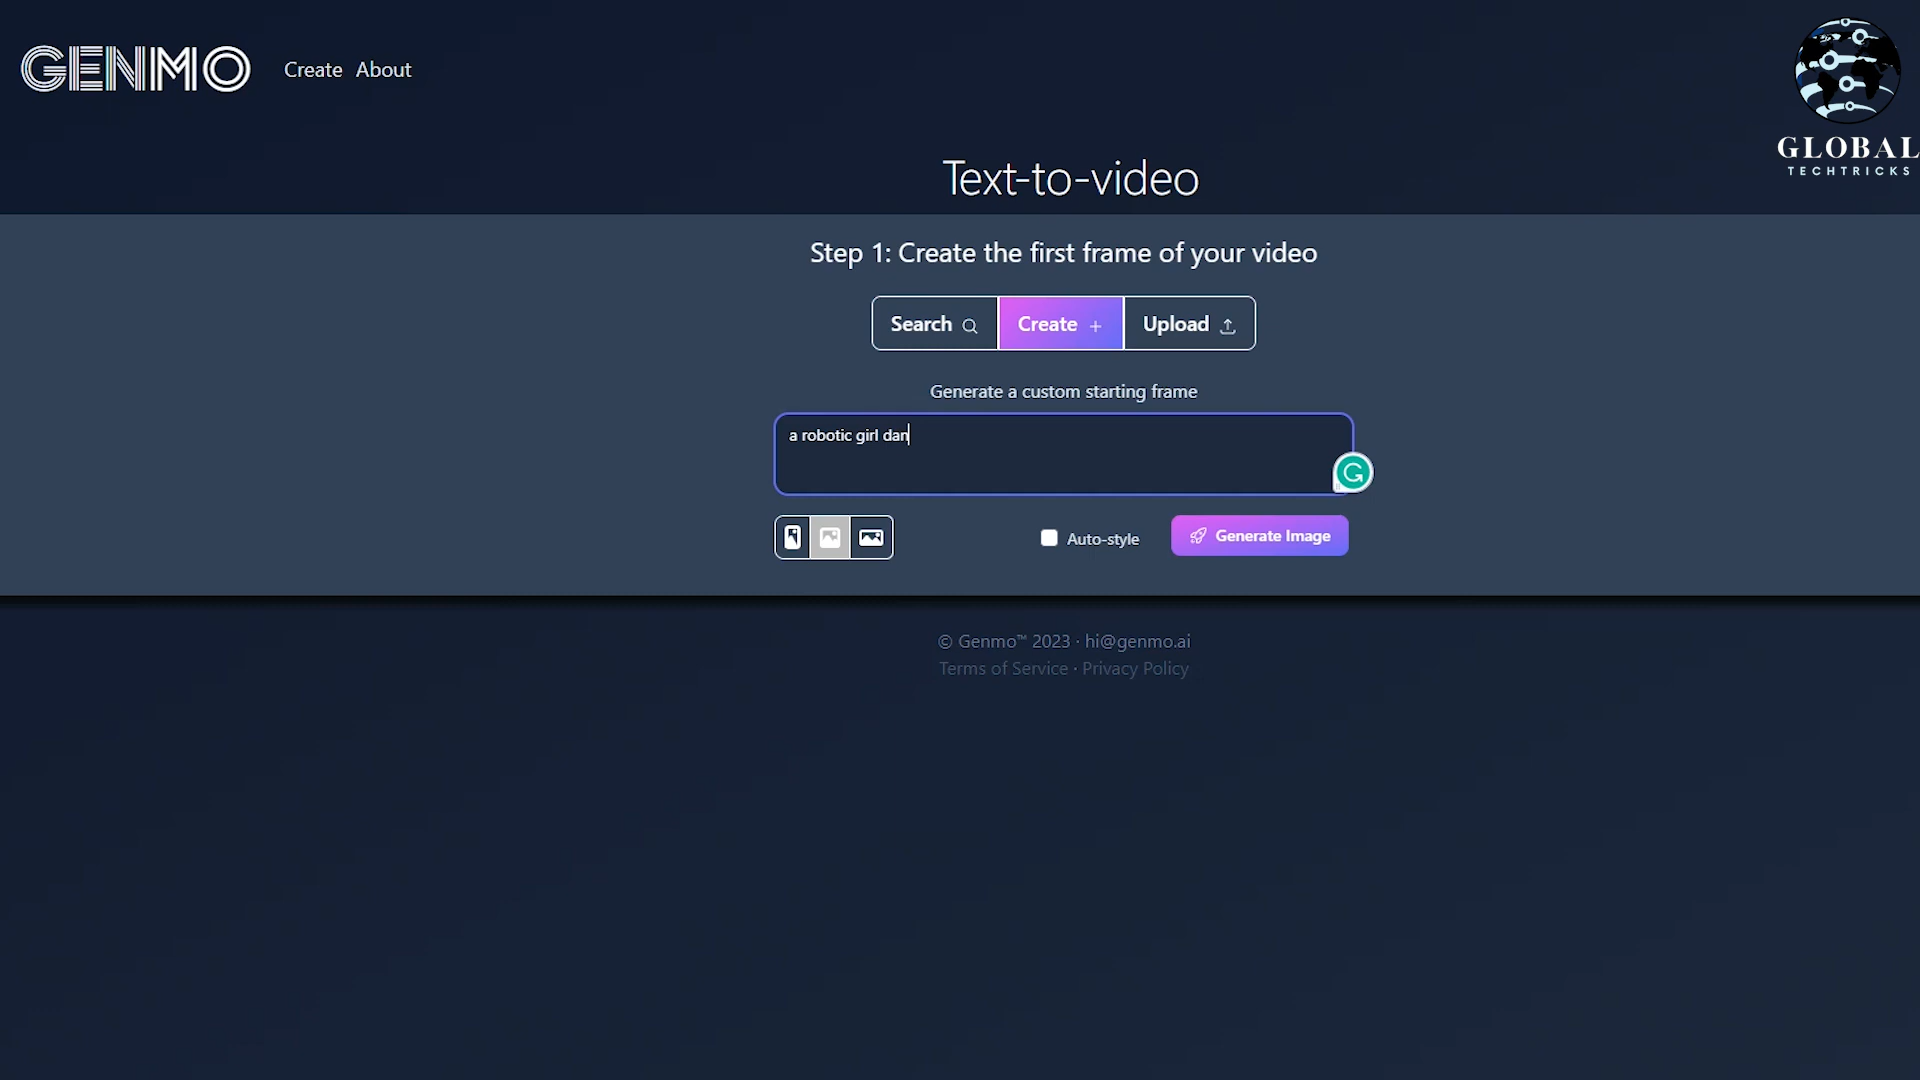 GENMO
Create About
GLOBAL
TECHTRICKS
Text-to-video
Step 1: Create the first frame of your video
Search Create + Upload
Generate a custom starting frame
a robotic girl dan
Auto-style
Generate Image
© Genmo™ 2023 · hi@genmo.ai
Terms of Service · Privacy Policy